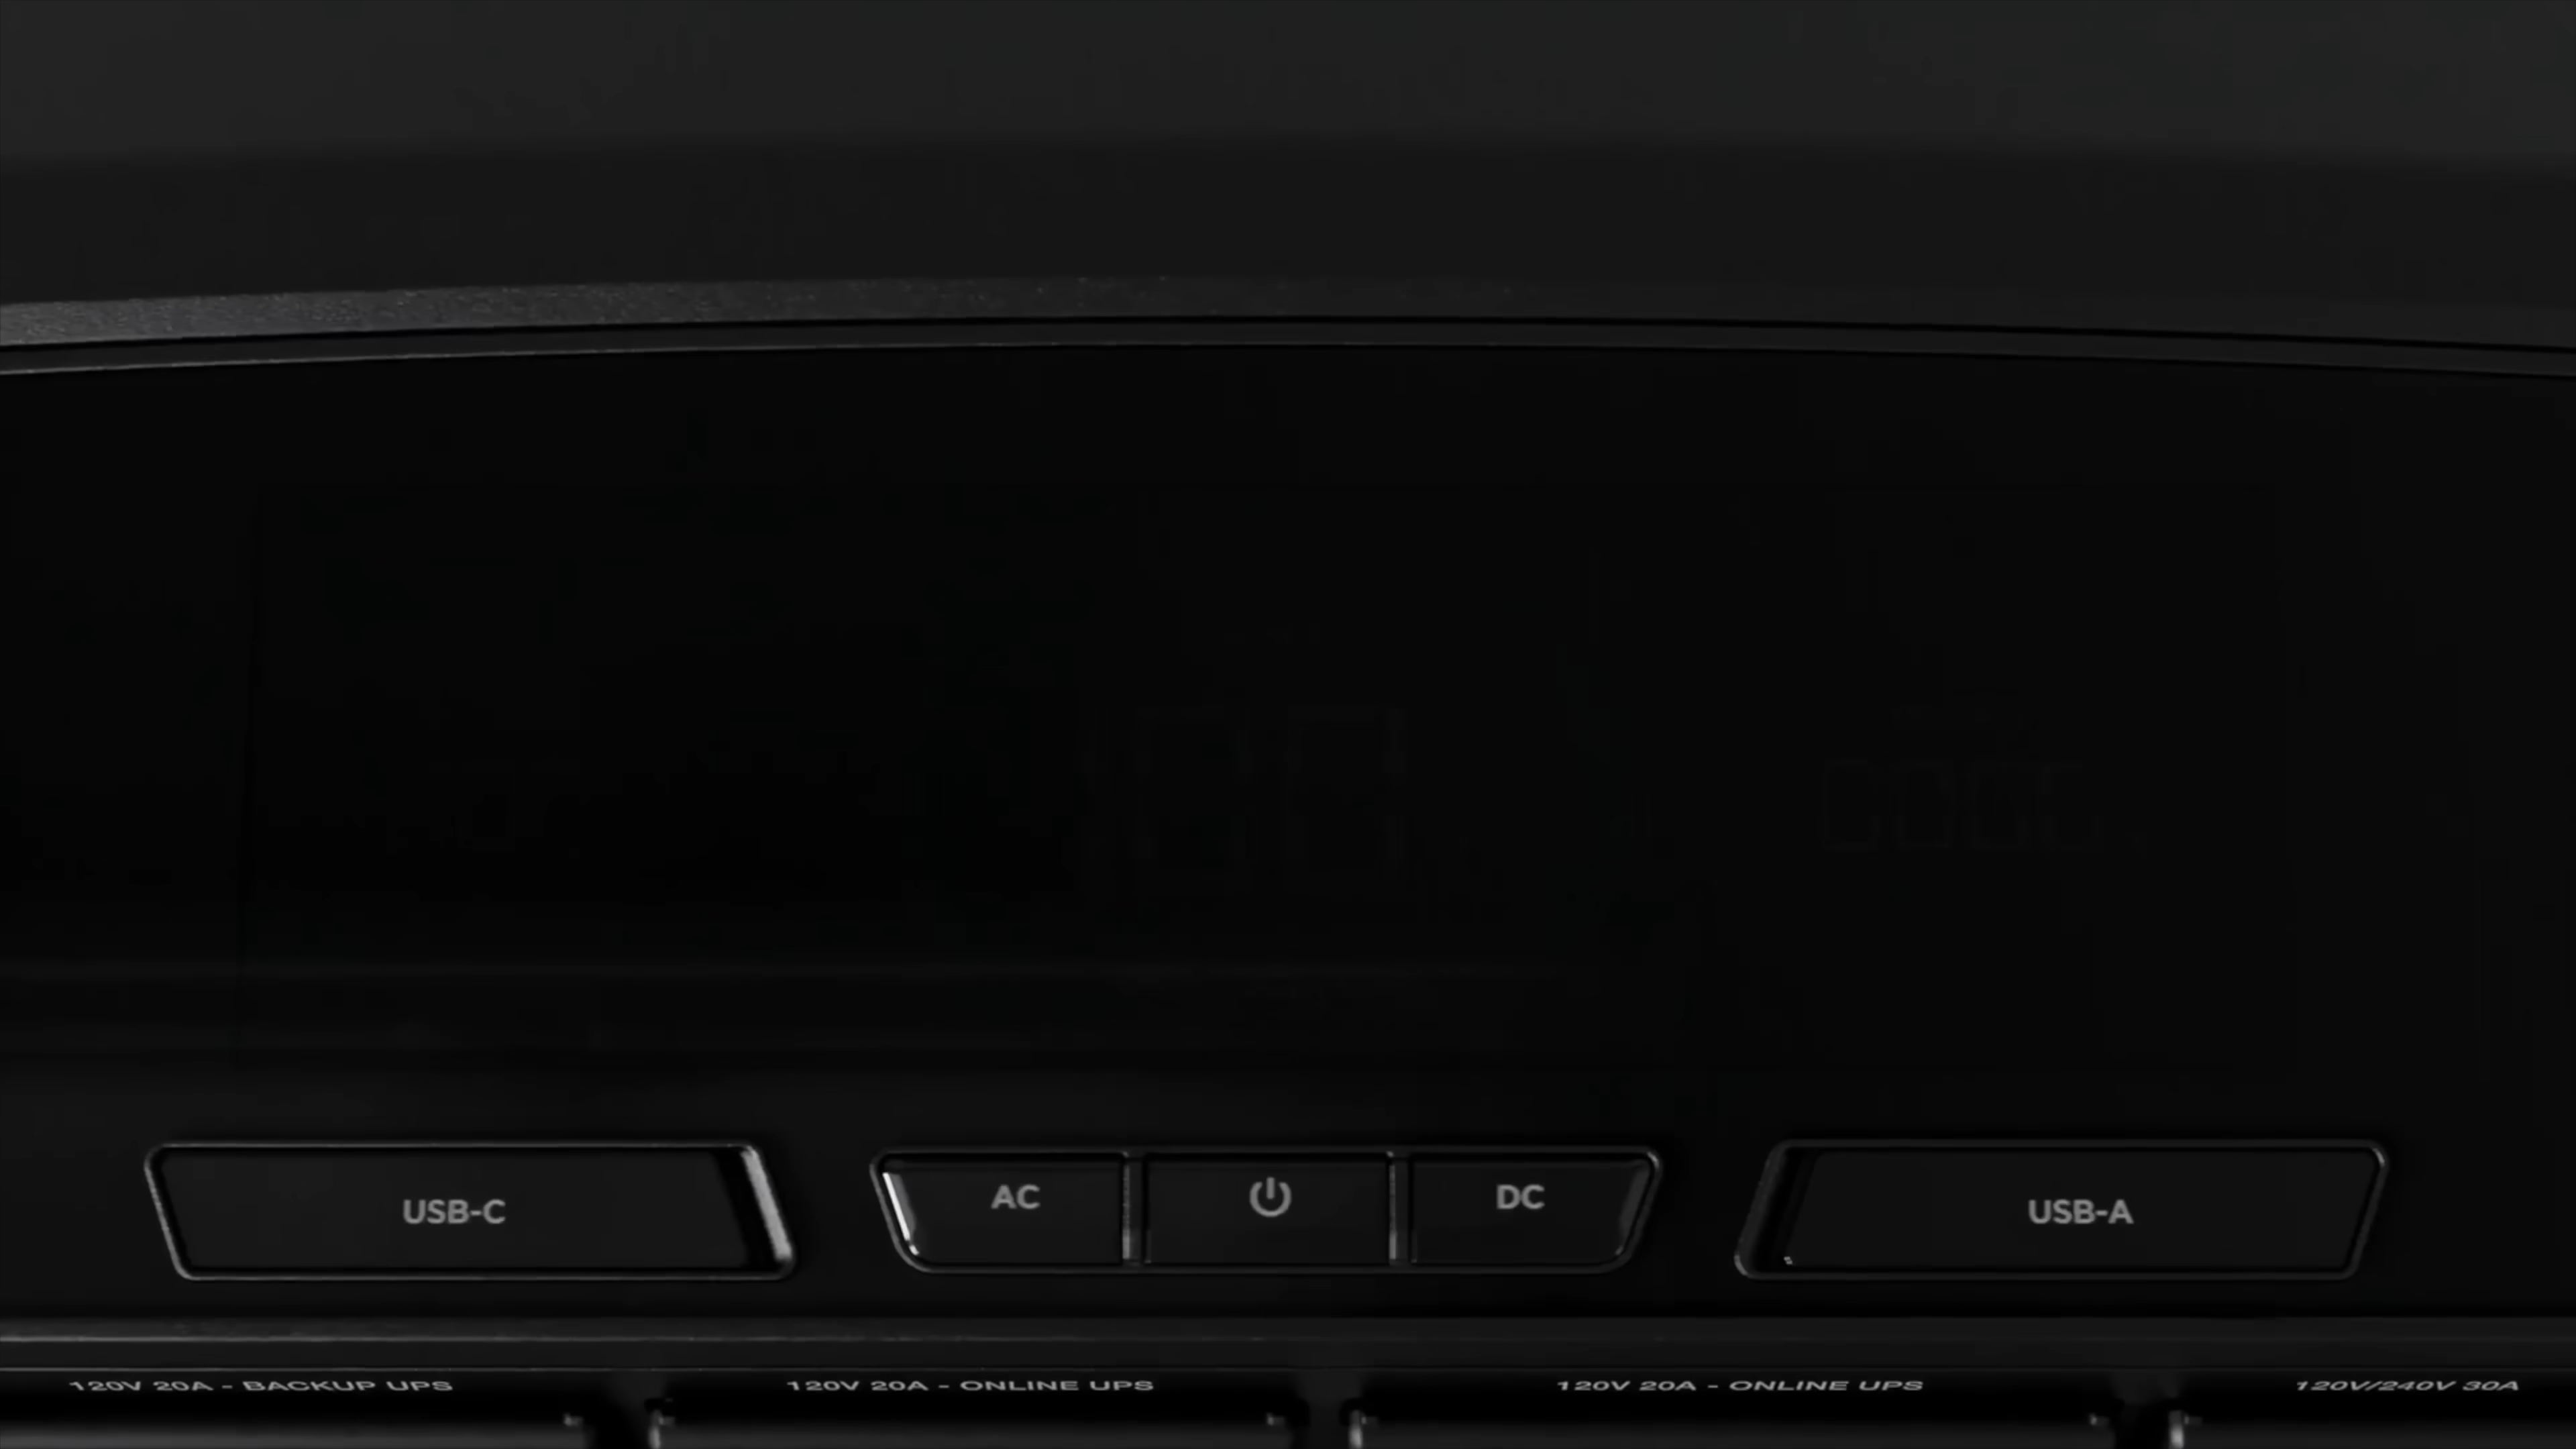 USB-C
AC
DC
USB-A
120V 20A - BACKUP UPS
120V 20A - ONLINE UPS
120V 20A - ONLINE UPS
120V/240V 30A